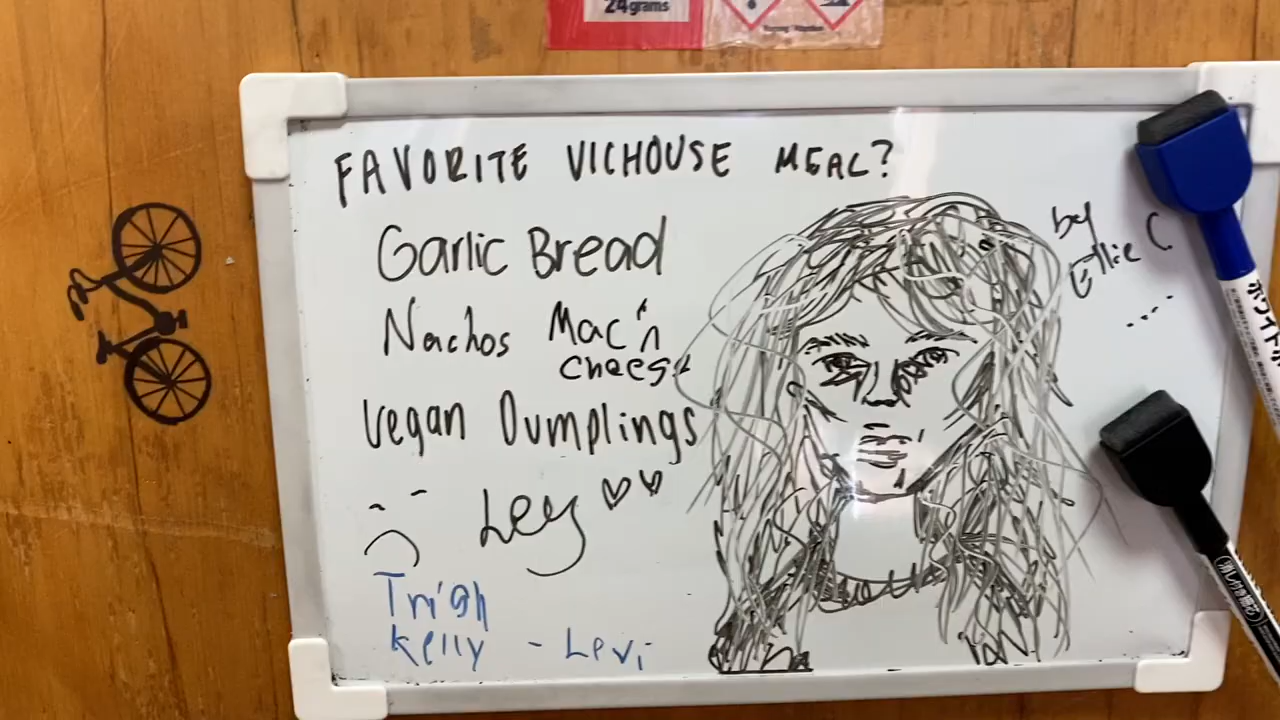 24grams
FAVORITE VICHOUSE MEAL?
Garlic Bread
Nachos Mac'n
cheese
Vegan Dumplings
by
Ellie C
Ley
Trish
Kelly - Levi